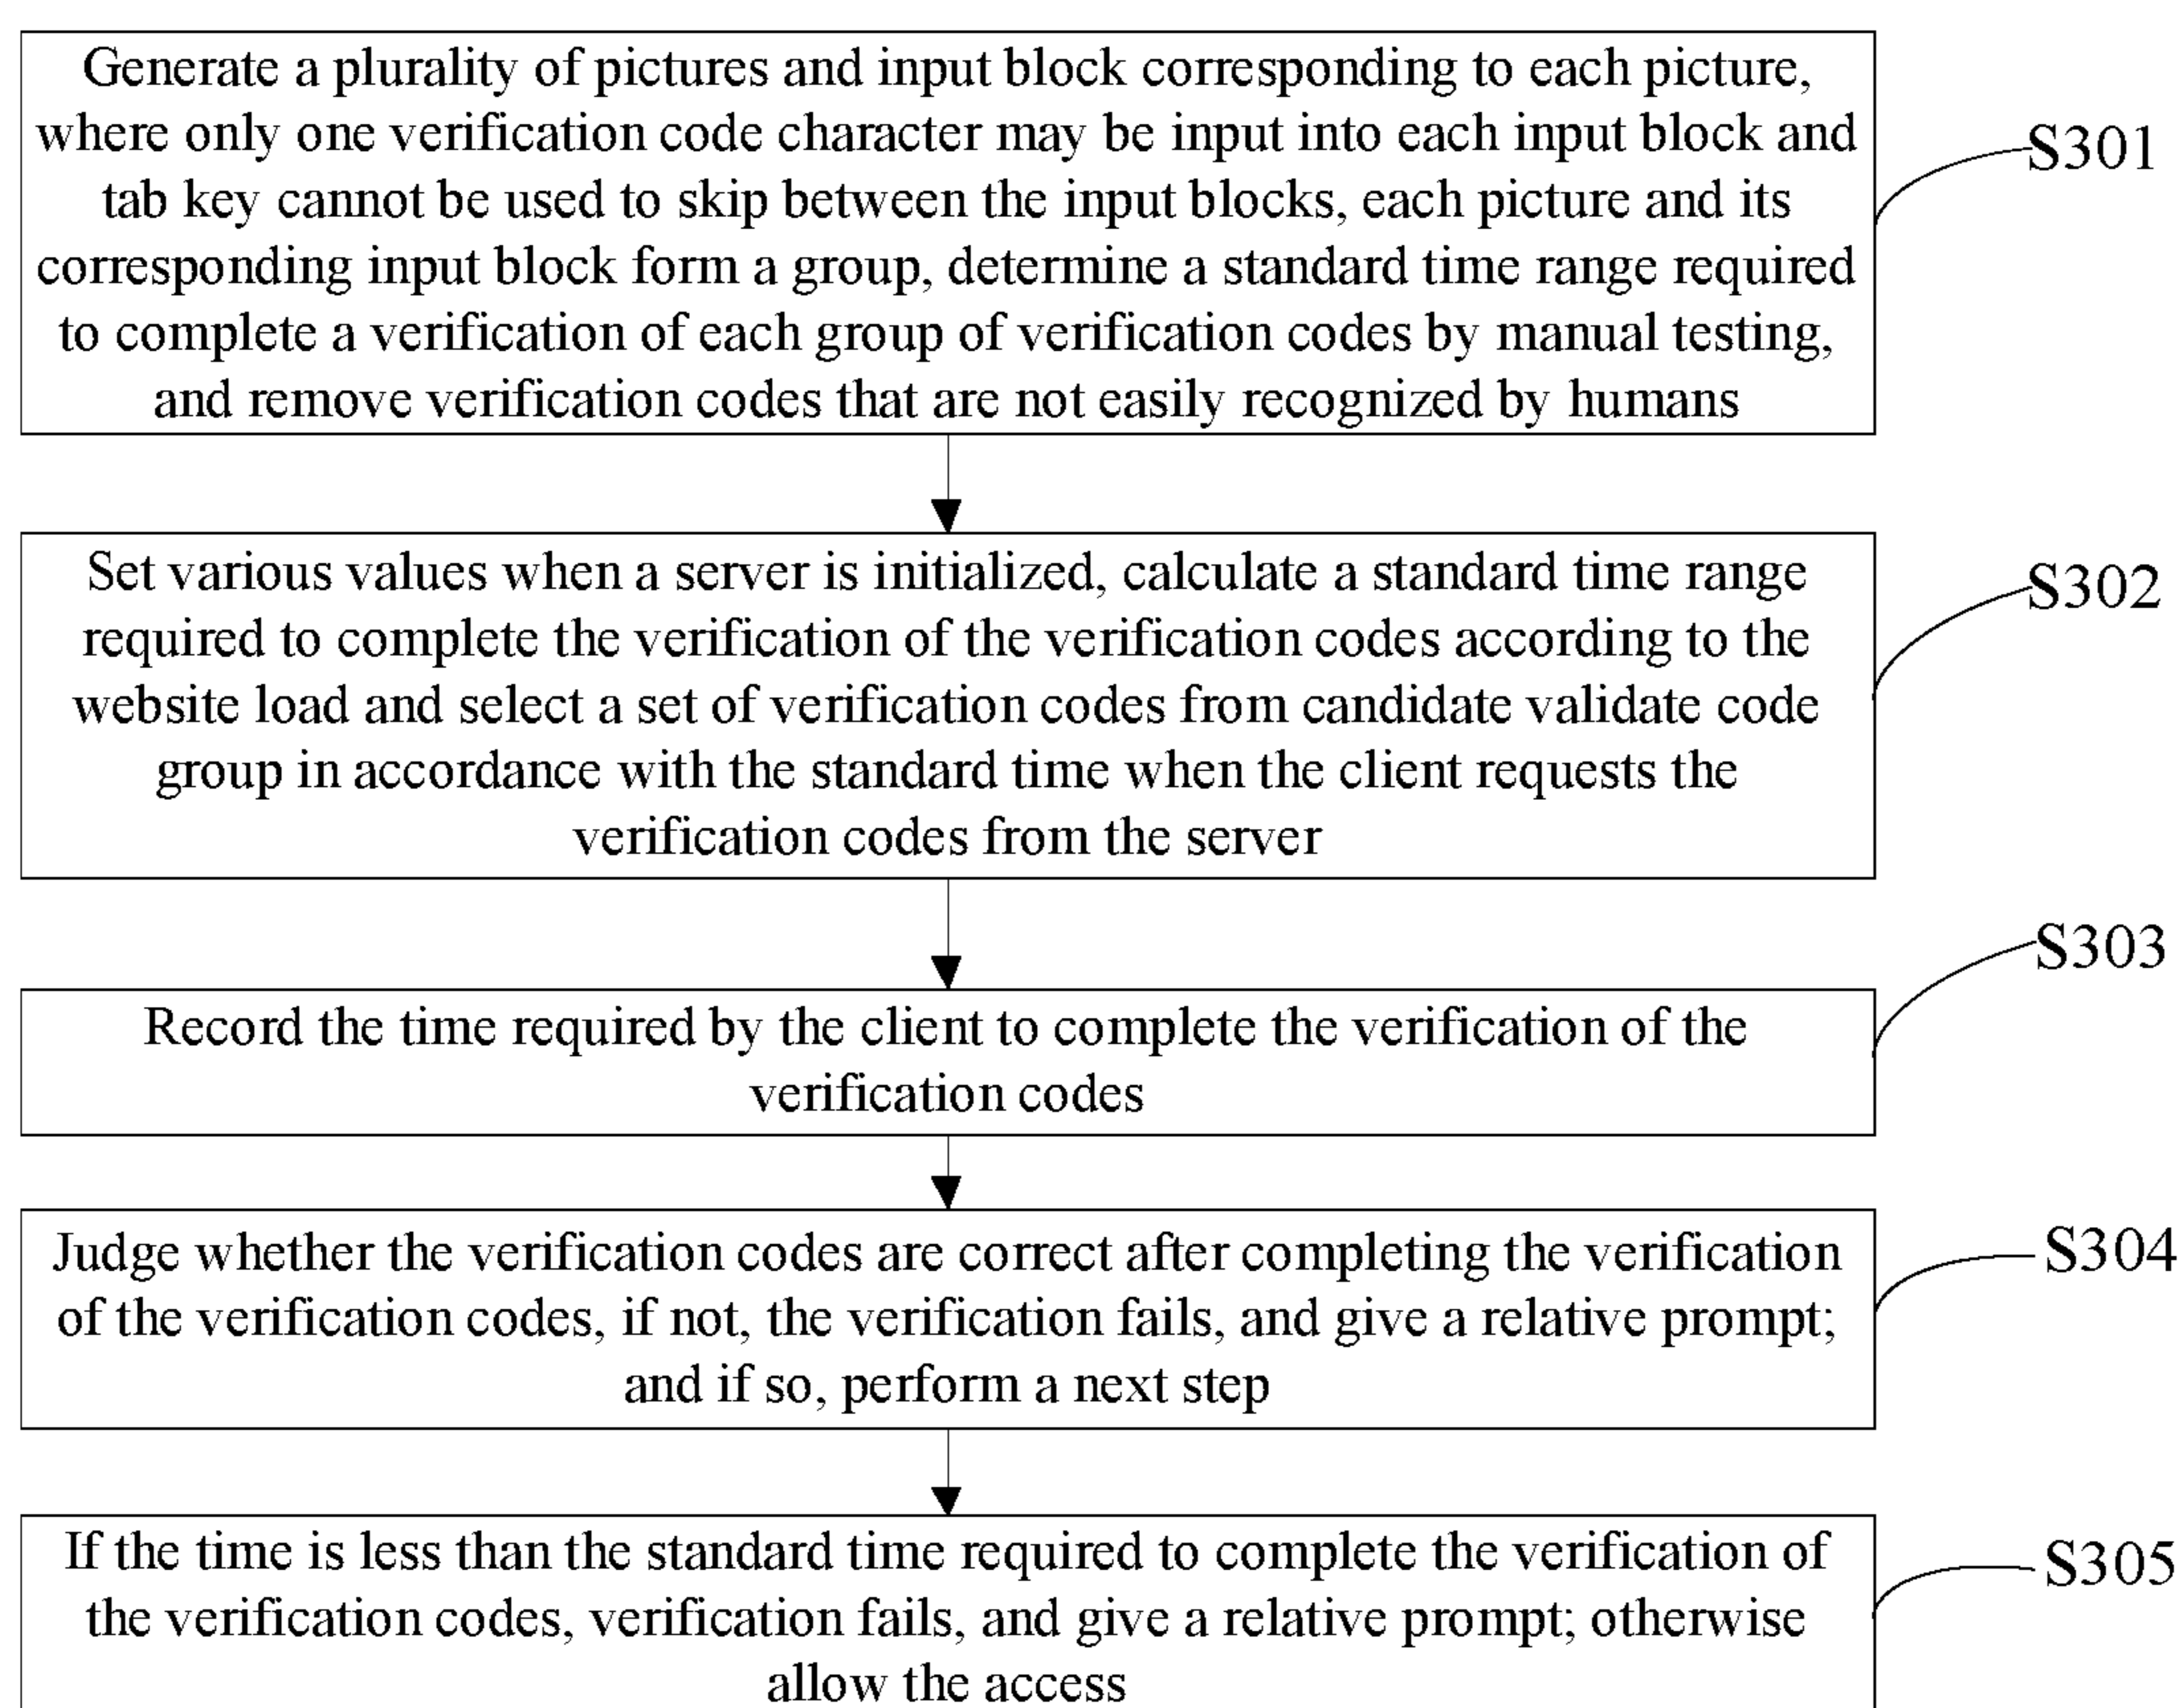 Generate a plurality of pictures and input block corresponding to each picture,
where only one verification code character may be input into each input block and
tab key cannot be used to skip between the input blocks, each picture and its
corresponding input block form a group, determine a standard time range required
to complete a verification of each group of verification codes by manual testing,
and remove verification codes that are not easily recognized by humans
S301
Set various values when a server is initialized, calculate a standard time range
required to complete the verification of the verification codes according to the
website load and select a set of verification codes from candidate validate code
group in accordance with the standard time when the client requests the
verification codes from the server
S302
Record the time required by the client to complete the verification of the
verification codes
S303
Judge whether the verification codes are correct after completing the verification
of the verification codes, if not, the verification fails, and give a relative prompt;
and if so, perform a next step
S304
If the time is less than the standard time required to complete the verification of
the verification codes, verification fails, and give a relative prompt; otherwise
allow the access
S305